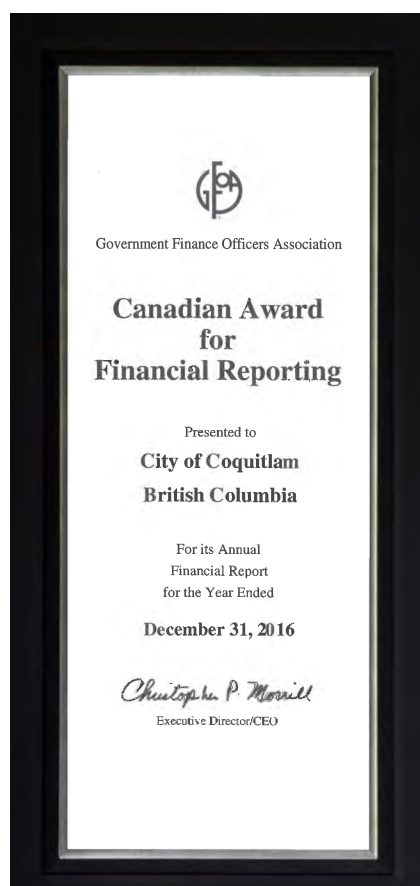 GFOA
Government Finance Officers Association
Canadian Award
for
Financial Reporting
Presented to
City of Coquitlam
British Columbia
For its Annual
Financial Report
for the Year Ended
December 31, 2016
Christopher P. Morrill
Executive Director/CEO